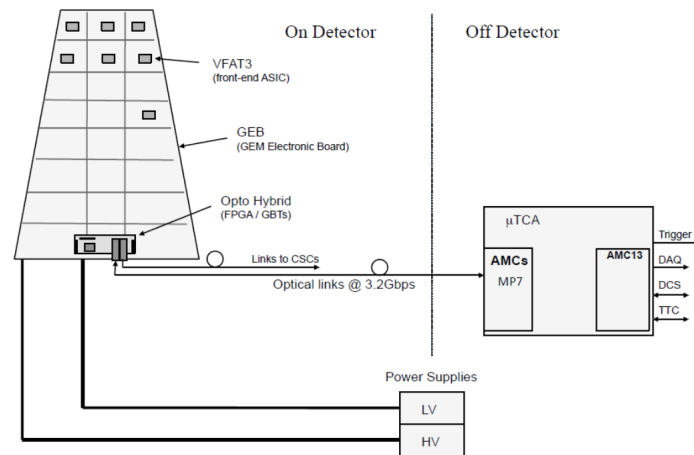 On Detector
Off Detector
VFAT3
(front-end ASIC)
GEB
(GEM Electronic Board)
Opto Hybrid
(FPGA / GBTs)
Links to CSCs
Optical links @ 3.2Gbps
μTCA
AMCs
MP7
AMC13
Trigger
DAQ
DCS
TTC
Power Supplies
LV
HV